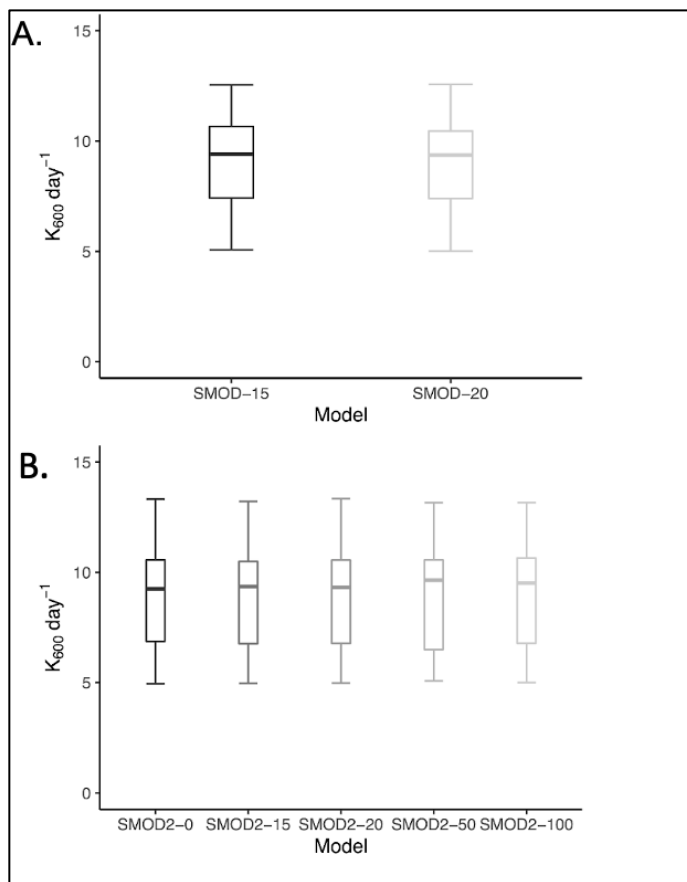 A.
15
10
5
0
K₆₀₀ day⁻¹
SMOD−15 SMOD−20
Model
B.
15
10
5
0
K₆₀₀ day⁻¹
SMOD2−0 SMOD2−15 SMOD2−20 SMOD2−50 SMOD2−100
Model